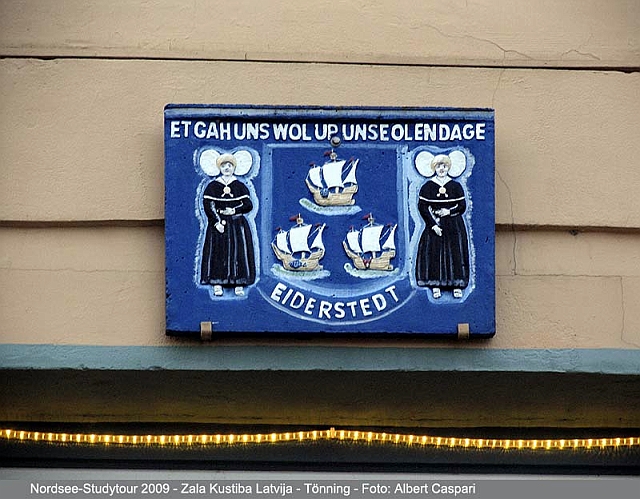 ET GAH UNS WOL UP UNSE OLEN DAGE
EIDERSTEDT
Nordsee-Studytour 2009 - Zala Kustiba Latvija - Tönning - Foto: Albert Caspari